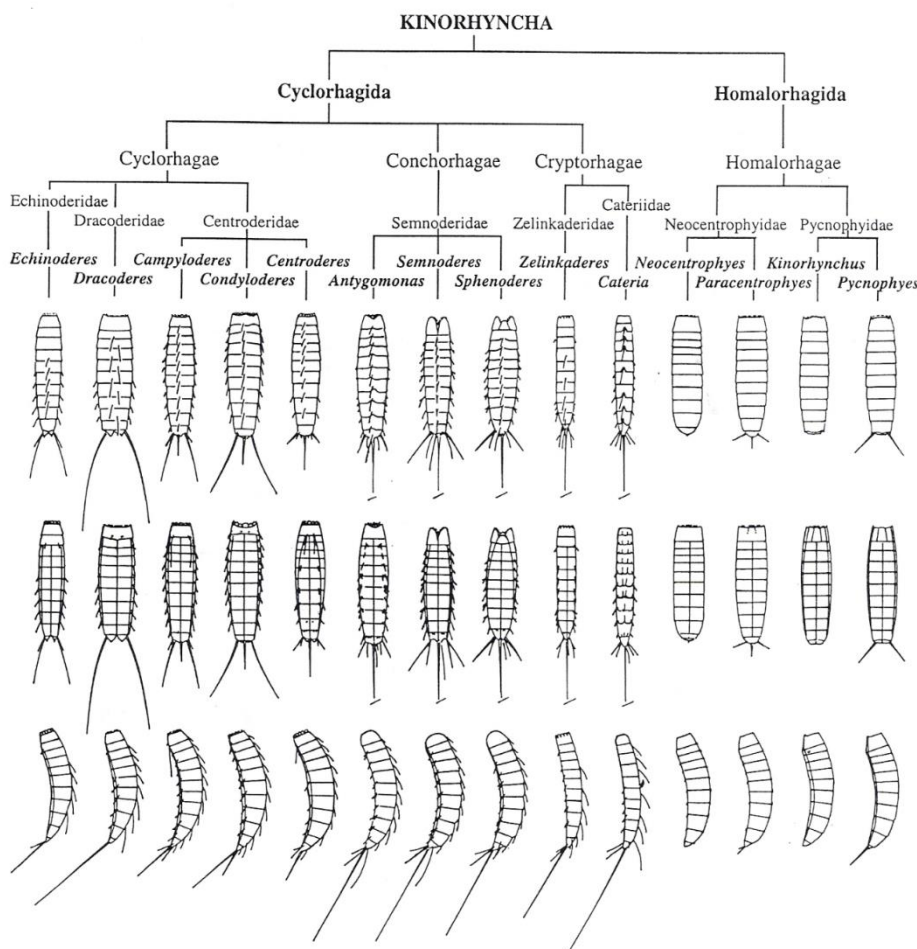 KINORHYNCHA
Cyclorhagida Homalorhagida
Cyclorhagae Conchorhagae Cryptorhagae Homalorhagae
Echinoderidae Cateriidae
Dracoderidae Centroderidae Semnoderidae Zelinkaderidae Neocentrophyidae Pycnophyidae
Echinoderes Campyloderes Centroderes Semnoderes Zelinkaderes Neocentrophyes Kinorhynchus
Dracoderes Condyloderes Antygomonas Sphenoderes Cateria Paracentrophyes Pycnophyes